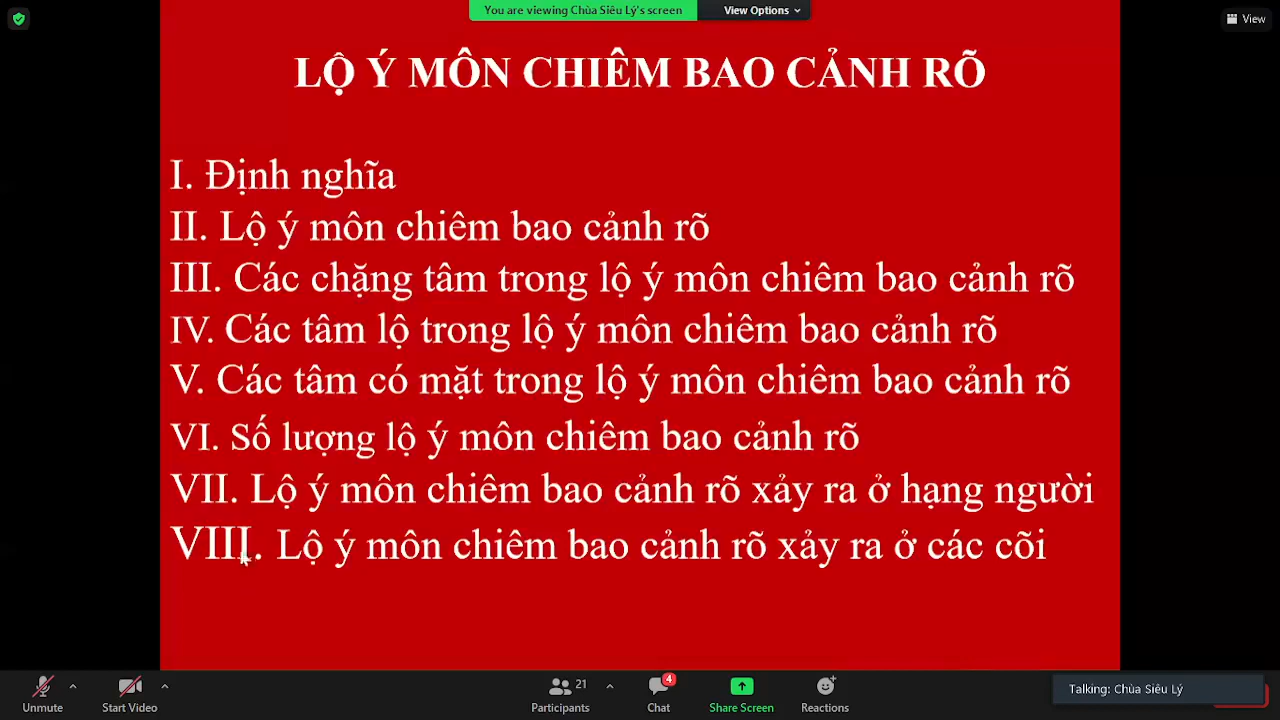 You are viewing Chùa Siêu Lý's screen
View Options
View
LỘ Ý MÔN CHIÊM BAO CẢNH RÕ
I. Định nghĩa
II. Lộ ý môn chiêm bao cảnh rõ
III. Các chặng tâm trong lộ ý môn chiêm bao cảnh rõ
IV. Các tâm lộ trong lộ ý môn chiêm bao cảnh rõ
V. Các tâm có mặt trong lộ ý môn chiêm bao cảnh rõ
VI. Số lượng lộ ý môn chiêm bao cảnh rõ
VII. Lộ ý môn chiêm bao cảnh rõ xảy ra ở hạng người
VIII. Lộ ý môn chiêm bao cảnh rõ xảy ra ở các cõi
Unmute
Start Video
21
Participants
4
Chat
Share Screen
Reactions
Talking: Chùa Siêu Lý